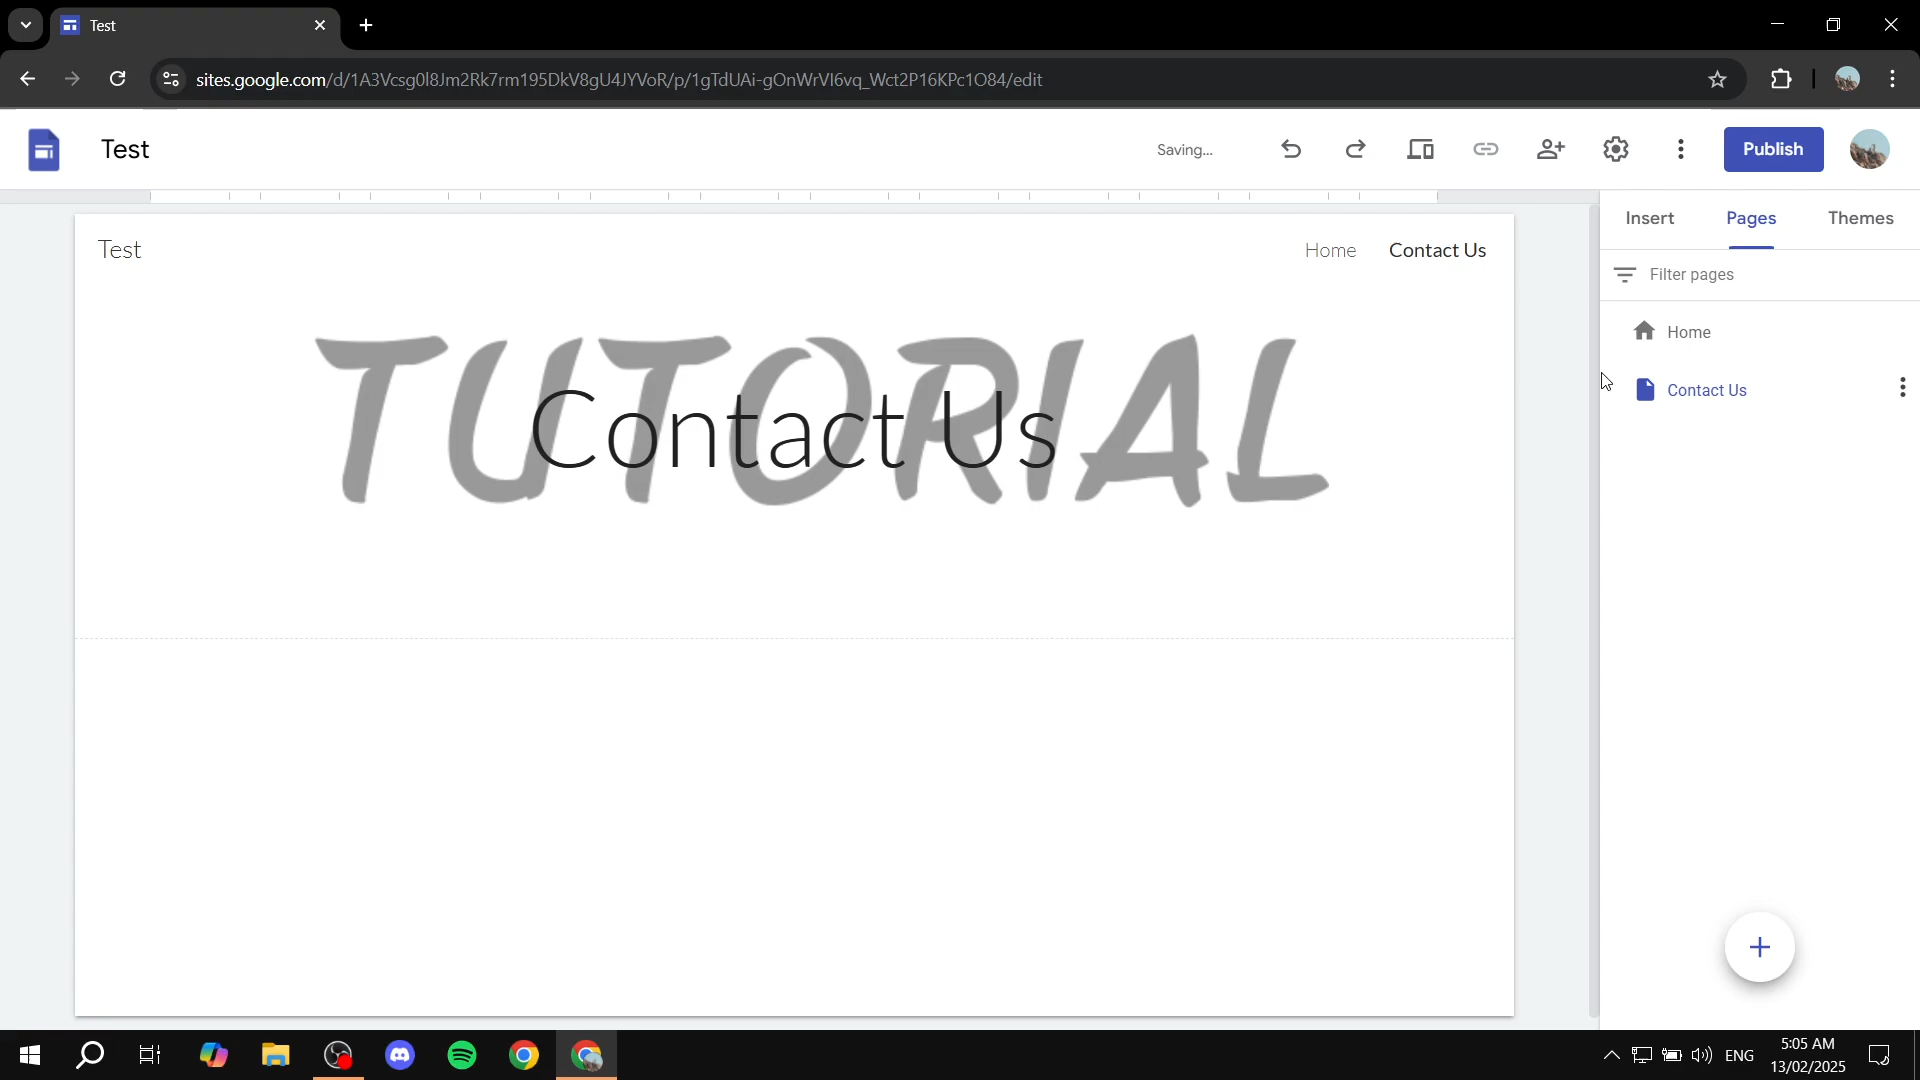 Test
sites.google.com/d/1A3Vcsg0l8Jm2Rk7rm195DkV8gU4JYVoR/p/1gTdUAi-gOnWrVI6vq_Wct2P16KPc1O84/edit
Test
Saving...
Publish
Insert
Pages
Themes
Test
Home
Contact Us
TUTORIAL
Contact Us
Filter pages
Home
Contact Us
ENG
5:05 AM
13/02/2025